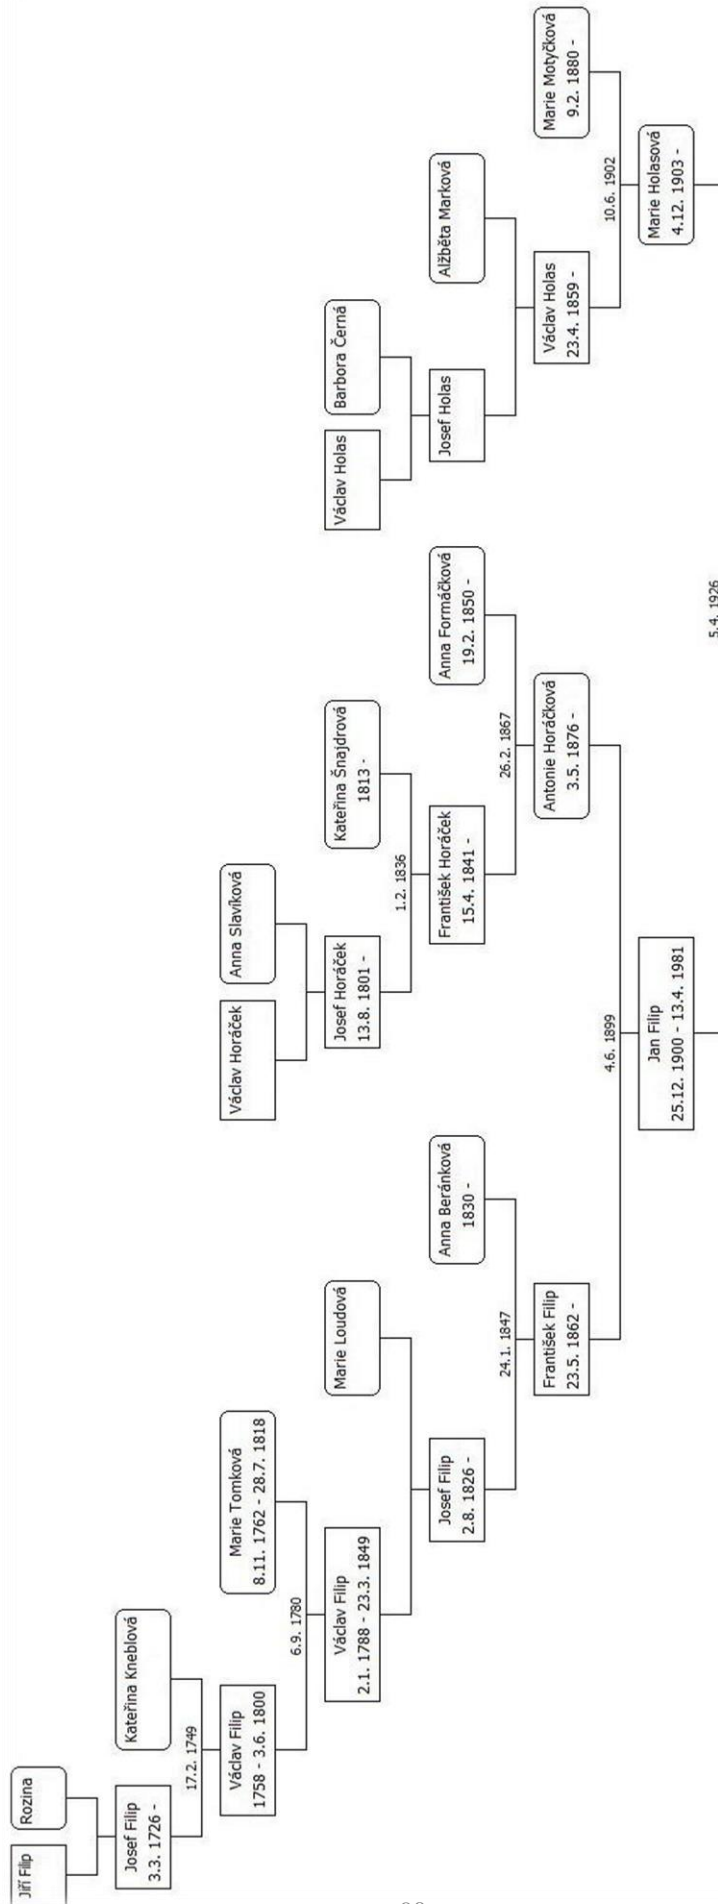 Jiří Filip
Rozina
Josef Filip
3.3. 1726 -
Kateřina Kneblová
17.2. 1749
Václav Filip
1758 - 3.6. 1800
Marie Tomková
8.11. 1762 - 28.7. 1818
Václav Horáček
Anna Slavíková
6.9. 1780
Václav Filip
2.1. 1788 - 23.3. 1849
Marie Loudová
Josef Horáček
13.8. 1801 -
Kateřina Šnajdrová
1813 -
Václav Holas
Barbora Černá
1.2. 1836
Josef Filip
2.8. 1826 -
Anna Beránková
1830 -
František Horáček
15.4. 1841 -
Anna Formáčková
19.2. 1850 -
Josef Holas
Alžběta Marková
24.1. 1847
26.2. 1867
František Filip
23.5. 1862 -
Antonie Horáčková
3.5. 1876 -
Václav Holas
23.4. 1859 -
Marie Motyčková
9.2. 1880 -
4.6. 1899
10.6. 1902
Jan Filip
25.12. 1900 - 13.4. 1981
Marie Holasová
4.12. 1903 -
5.4. 1926